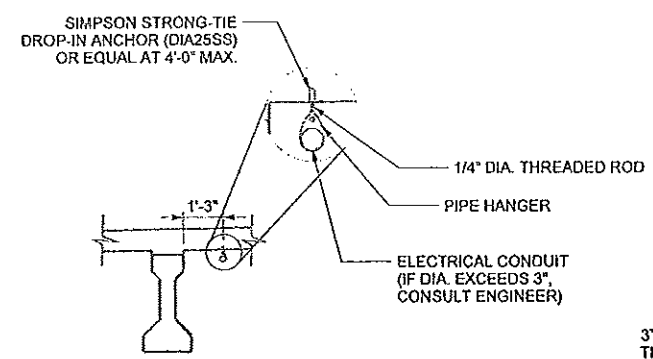 SIMPSON STRONG-TIE
DROP-IN ANCHOR (DIA25SS)
OR EQUAL AT 4'-0" MAX.
1/4" DIA. THREADED ROD
1'-3"
PIPE HANGER
ELECTRICAL CONDUIT
(IF DIA. EXCEEDS 3",
CONSULT ENGINEER)